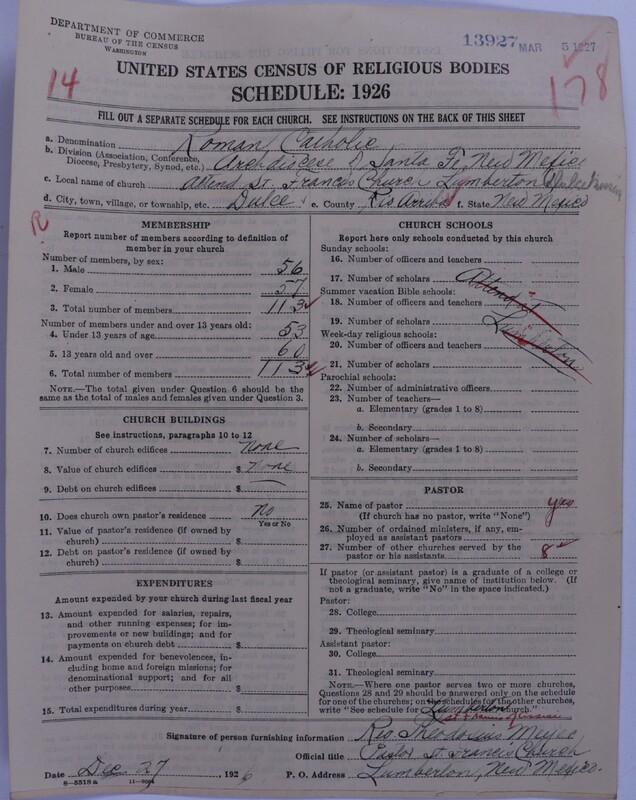 DEPARTMENT OF COMMERCE
BUREAU OF THE CENSUS
WASHINGTON
13927 MAR 5 1927
14
178
UNITED STATES CENSUS OF RELIGIOUS BODIES
SCHEDULE: 1926
FILL OUT A SEPARATE SCHEDULE FOR EACH CHURCH. SEE INSTRUCTIONS ON THE BACK OF THIS SHEET
a. Denomination Roman Catholic
b. Division (Association, Conference, Diocese, Presbytery, Synod, etc.) Archdiocese of Santa Fe, New Mexico
c. Local name of church attend St. Francis Church Lumberton
d. City, town, village, or township, etc. Dulce e. County Rio Arriba f. State New Mexico
R
MEMBERSHIP
Report number of members according to definition of member in your church
Number of members, by sex:
1. Male 56
2. Female 57
3. Total number of members 113
Number of members under and over 13 years old:
4. Under 13 years of age 53
5. 13 years old and over 60
6. Total number of members 113
NOTE.—The total given under Question 6 should be the same as the total of males and females given under Question 3.
CHURCH BUILDINGS
See instructions, paragraphs 10 to 12
7. Number of church edifices None
8. Value of church edifices $ None
9. Debt on church edifices $ —
10. Does church own pastor's residence? No
Yes or No
11. Value of pastor's residence (if owned by church) $
12. Debt on pastor's residence (if owned by church) $
EXPENDITURES
Amount expended by your church during last fiscal year
13. Amount expended for salaries, repairs, and other running expenses; for improvements or new buildings; and for payments on church debt $
14. Amount expended for benevolences, including home and foreign missions; for denominational support; and for all other purposes $
15. Total expenditures during year $
CHURCH SCHOOLS
Report here only schools conducted by this church
Sunday schools:
16. Number of officers and teachers
17. Number of scholars Attend at
Summer vacation Bible schools:
18. Number of officers and teachers
19. Number of scholars Lumberton
Week-day religious schools:
20. Number of officers and teachers
21. Number of scholars
Parochial schools:
22. Number of administrative officers
23. Number of teachers—
a. Elementary (grades 1 to 8)
b. Secondary
24. Number of scholars—
a. Elementary (grades 1 to 8)
b. Secondary
PASTOR
25. Name of pastor yes
(If church has no pastor, write "None")
26. Number of ordained ministers, if any, employed as assistant pastors
27. Number of other churches served by the pastor or his assistants 8
If pastor (or assistant pastor) is a graduate of a college or theological seminary, give name of institution below. (If not a graduate, write "No" in the space indicated.)
Pastor:
28. College
29. Theological seminary
Assistant pastor:
30. College
31. Theological seminary
NOTE.—Where one pastor serves two or more churches, Questions 28 and 29 should be answered only on the schedule for one of the churches; on the schedules for the other churches, write "See schedule for Lumberton church."
St Francis Mission
Signature of person furnishing information Rev. Theodosius Meyer
Official title Pastor St. Francis Church
Date Dec 27, 1926 P. O. Address Lumberton, New Mexico.